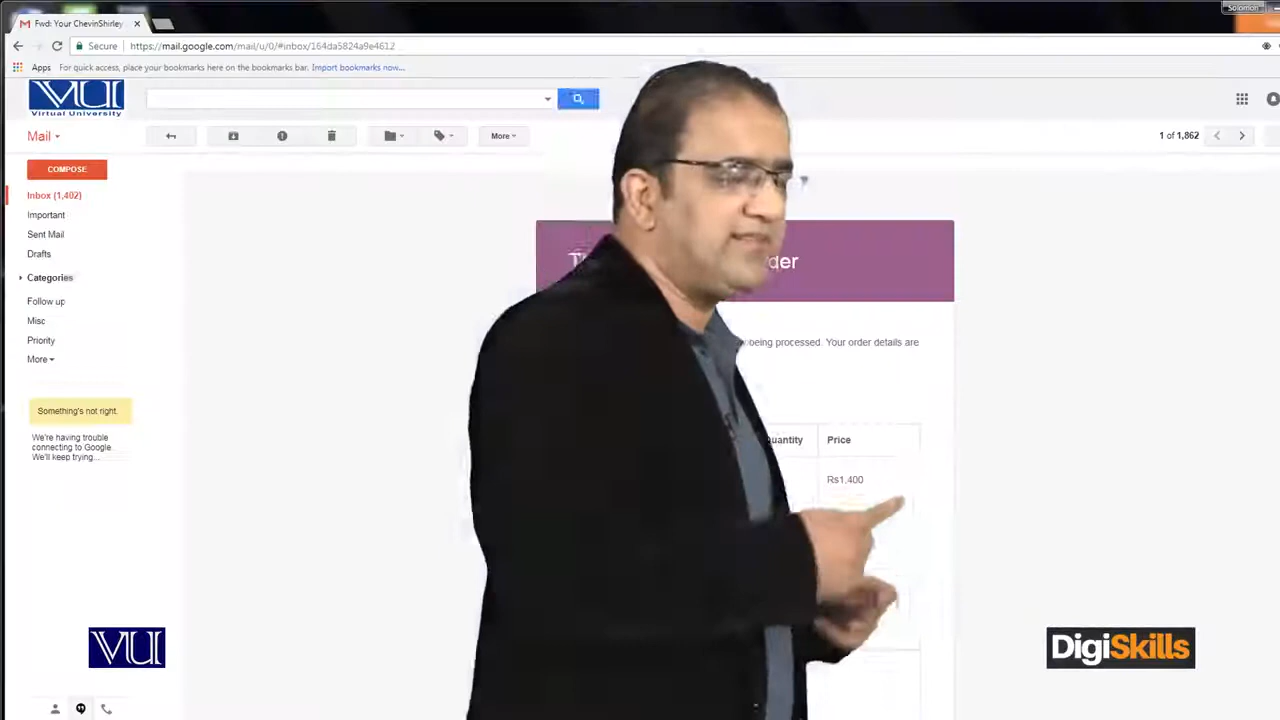 Solomon
Fwd: Your ChevinShirley
Secure https://mail.google.com/mail/u/0/#inbox/164da5824a9e4612
Apps For quick access, place your bookmarks here on the bookmarks bar. Import bookmarks now...
VUI
Virtual University
Mail
More
1 of 1,862
COMPOSE
Inbox (1,402)
Important
Sent Mail
Drafts
Categories
Follow up
Misc
Priority
More
Something's not right.
We're having trouble
connecting to Google.
We'll keep trying...
being processed. Your order details are
Price
Rs1,400
VU
DigiSkills